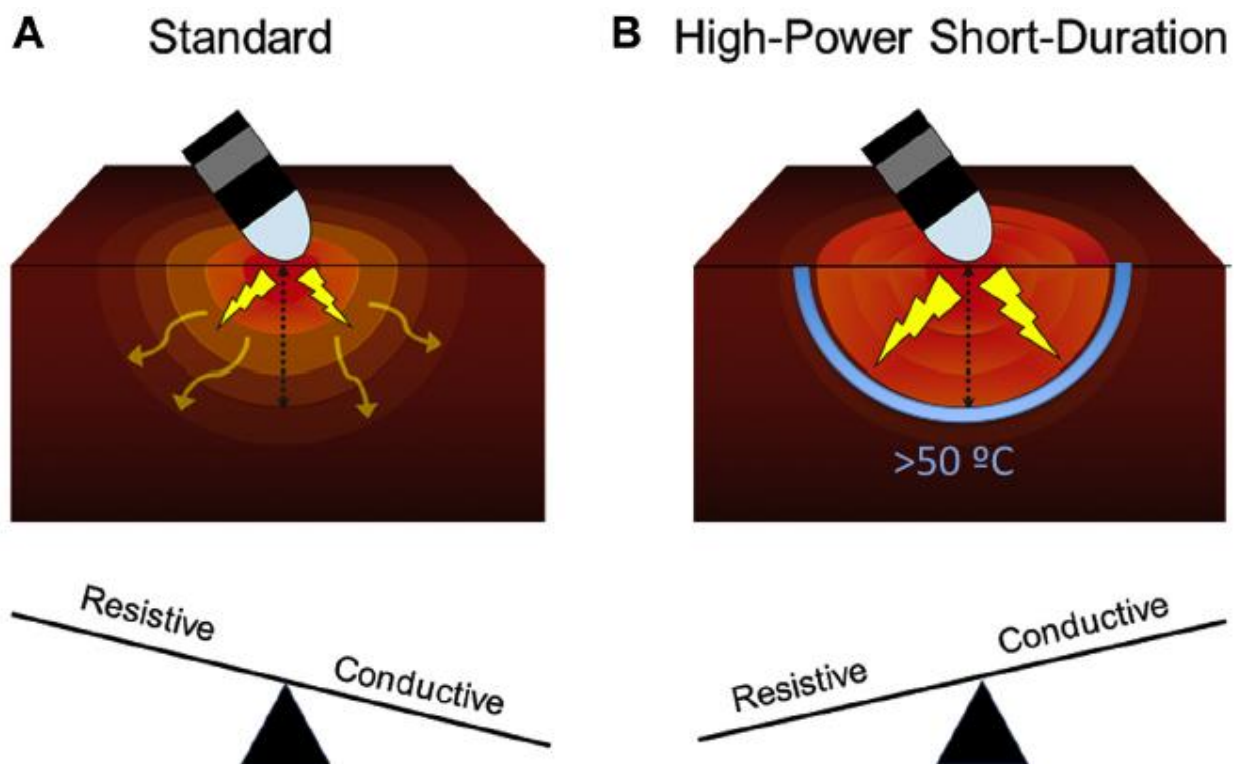 A Standard
B High-Power Short-Duration
>50 ºC
Resistive
Conductive
Resistive
Conductive